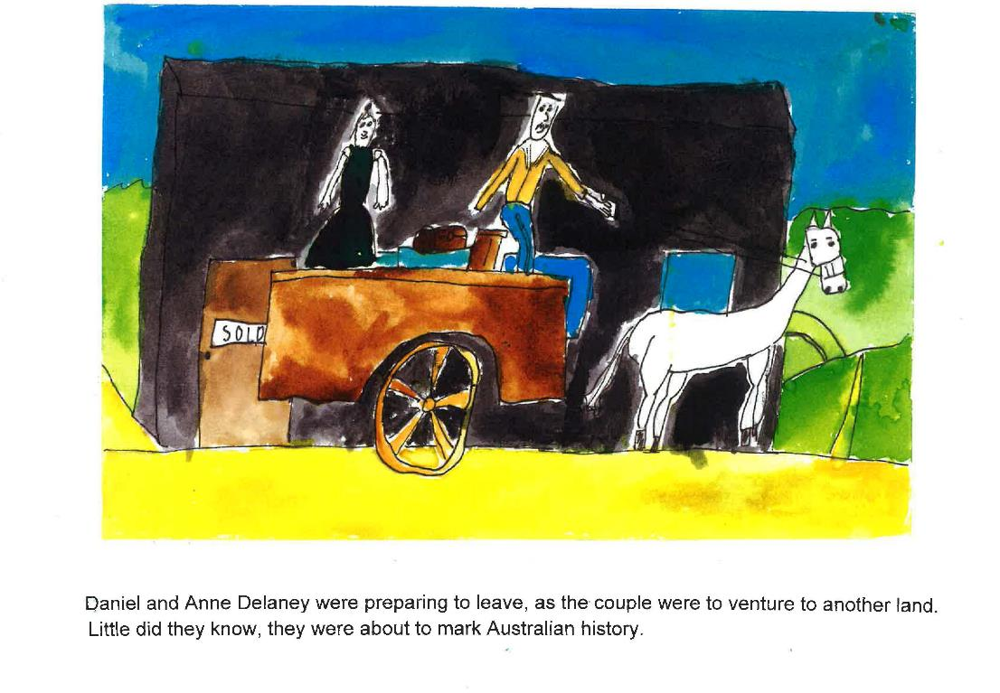 SOLD
Daniel and Anne Delaney were preparing to leave, as the couple were to venture to another land.
Little did they know, they were about to mark Australian history.